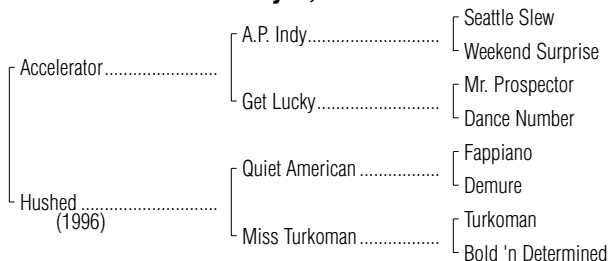 Seattle Slew
A.P. Indy
Weekend Surprise
Accelerator
Mr. Prospector
Get Lucky
Dance Number
Fappiano
Quiet American
Demure
Hushed
(1996)
Turkoman
Miss Turkoman
Bold 'n Determined